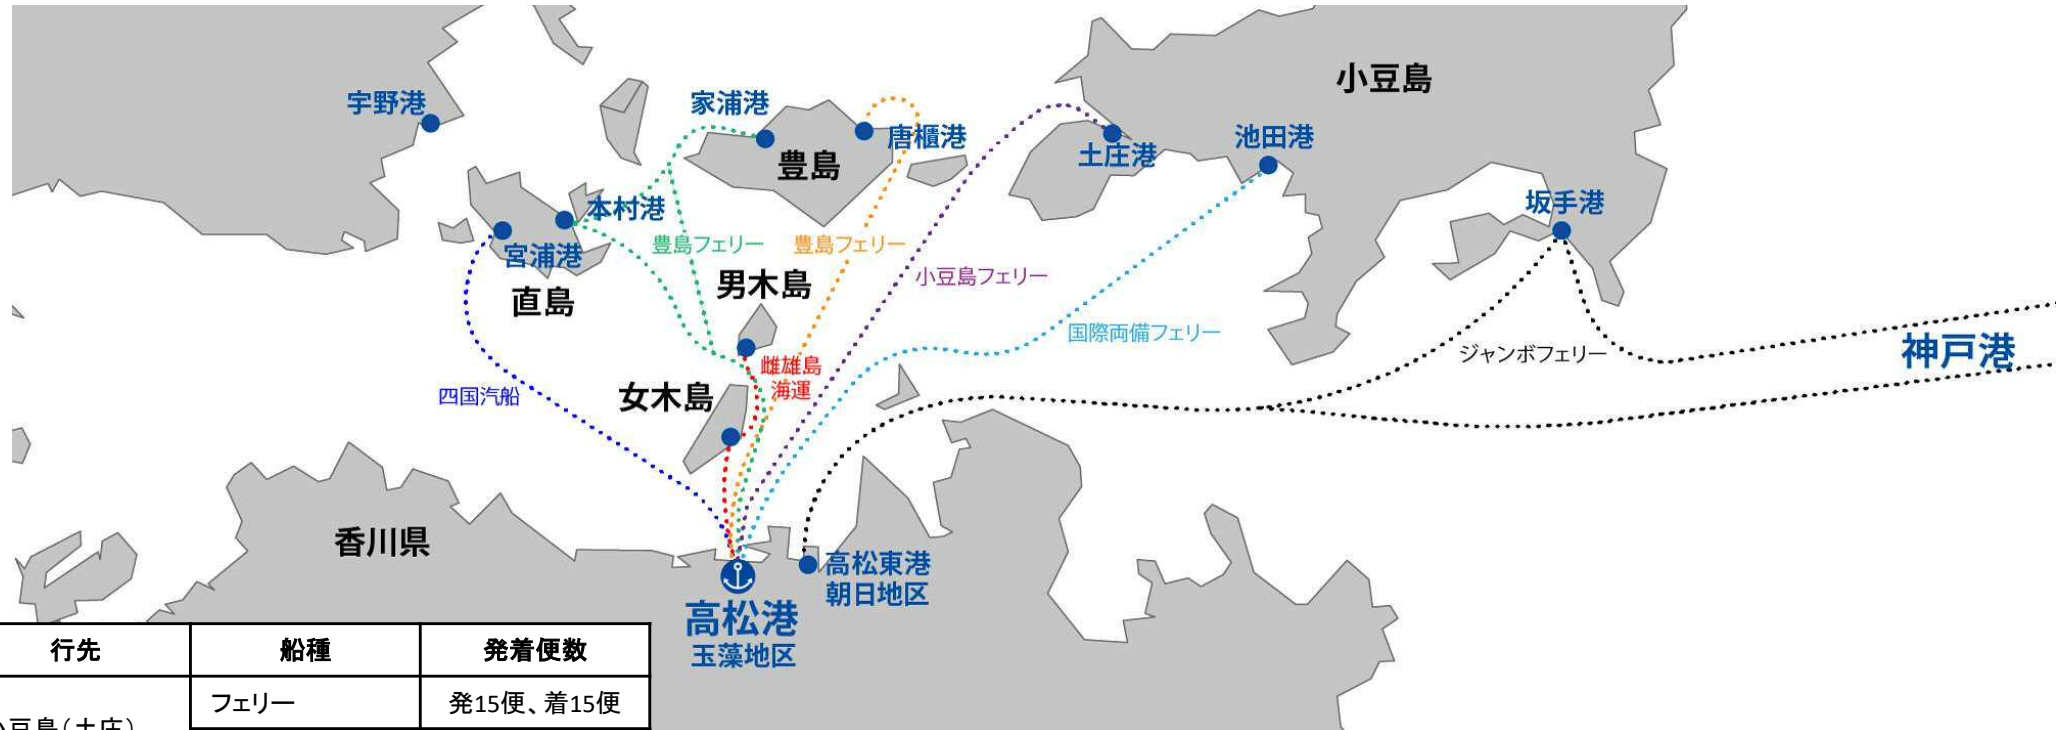 小豆島
宇野港
家浦港
唐櫃港
土庄港
池田港
豊島
本村港
坂手港
宮浦港
豊島フェリー
豊島フェリー
小豆島フェリー
直島
男木島
国際両備フェリー
ジャンボフェリー
神戸港
雌雄島
海運
四国汽船
女木島
香川県
高松東港
朝日地区
高松港
玉藻地区
行先 船種 発着便数
フェリー 発15便、着15便
小豆島(土庄)